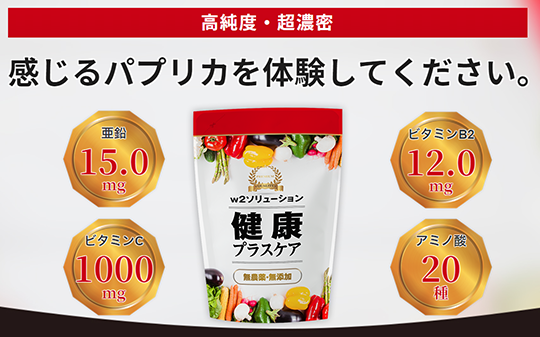 高純度・超濃密
感じるパプリカを体験してください。
亜鉛
15.0
mg
ビタミンB2
12.0
mg
w2ソリューション
健康
プラスケア
無農薬・無添加
ビタミンC
1000
mg
アミノ酸
20
種